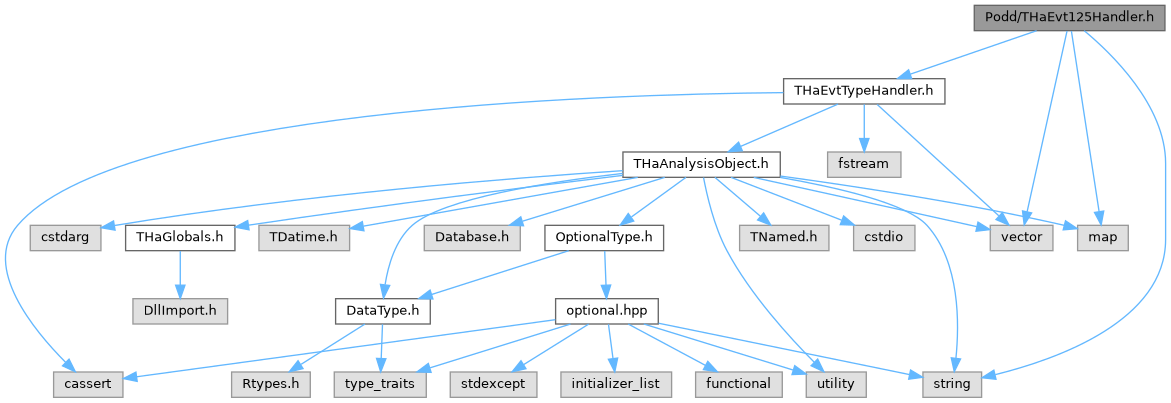 Podd/THaEvt125Handler.h
THaEvtTypeHandler.h
THaAnalysisObject.h
fstream
cstdarg
THaGlobals.h
TDatime.h
Database.h
OptionalType.h
TNamed.h
cstdio
vector
map
DllImport.h
DataType.h
optional.hpp
cassert
Rtypes.h
type_traits
stdexcept
initializer_list
functional
utility
string